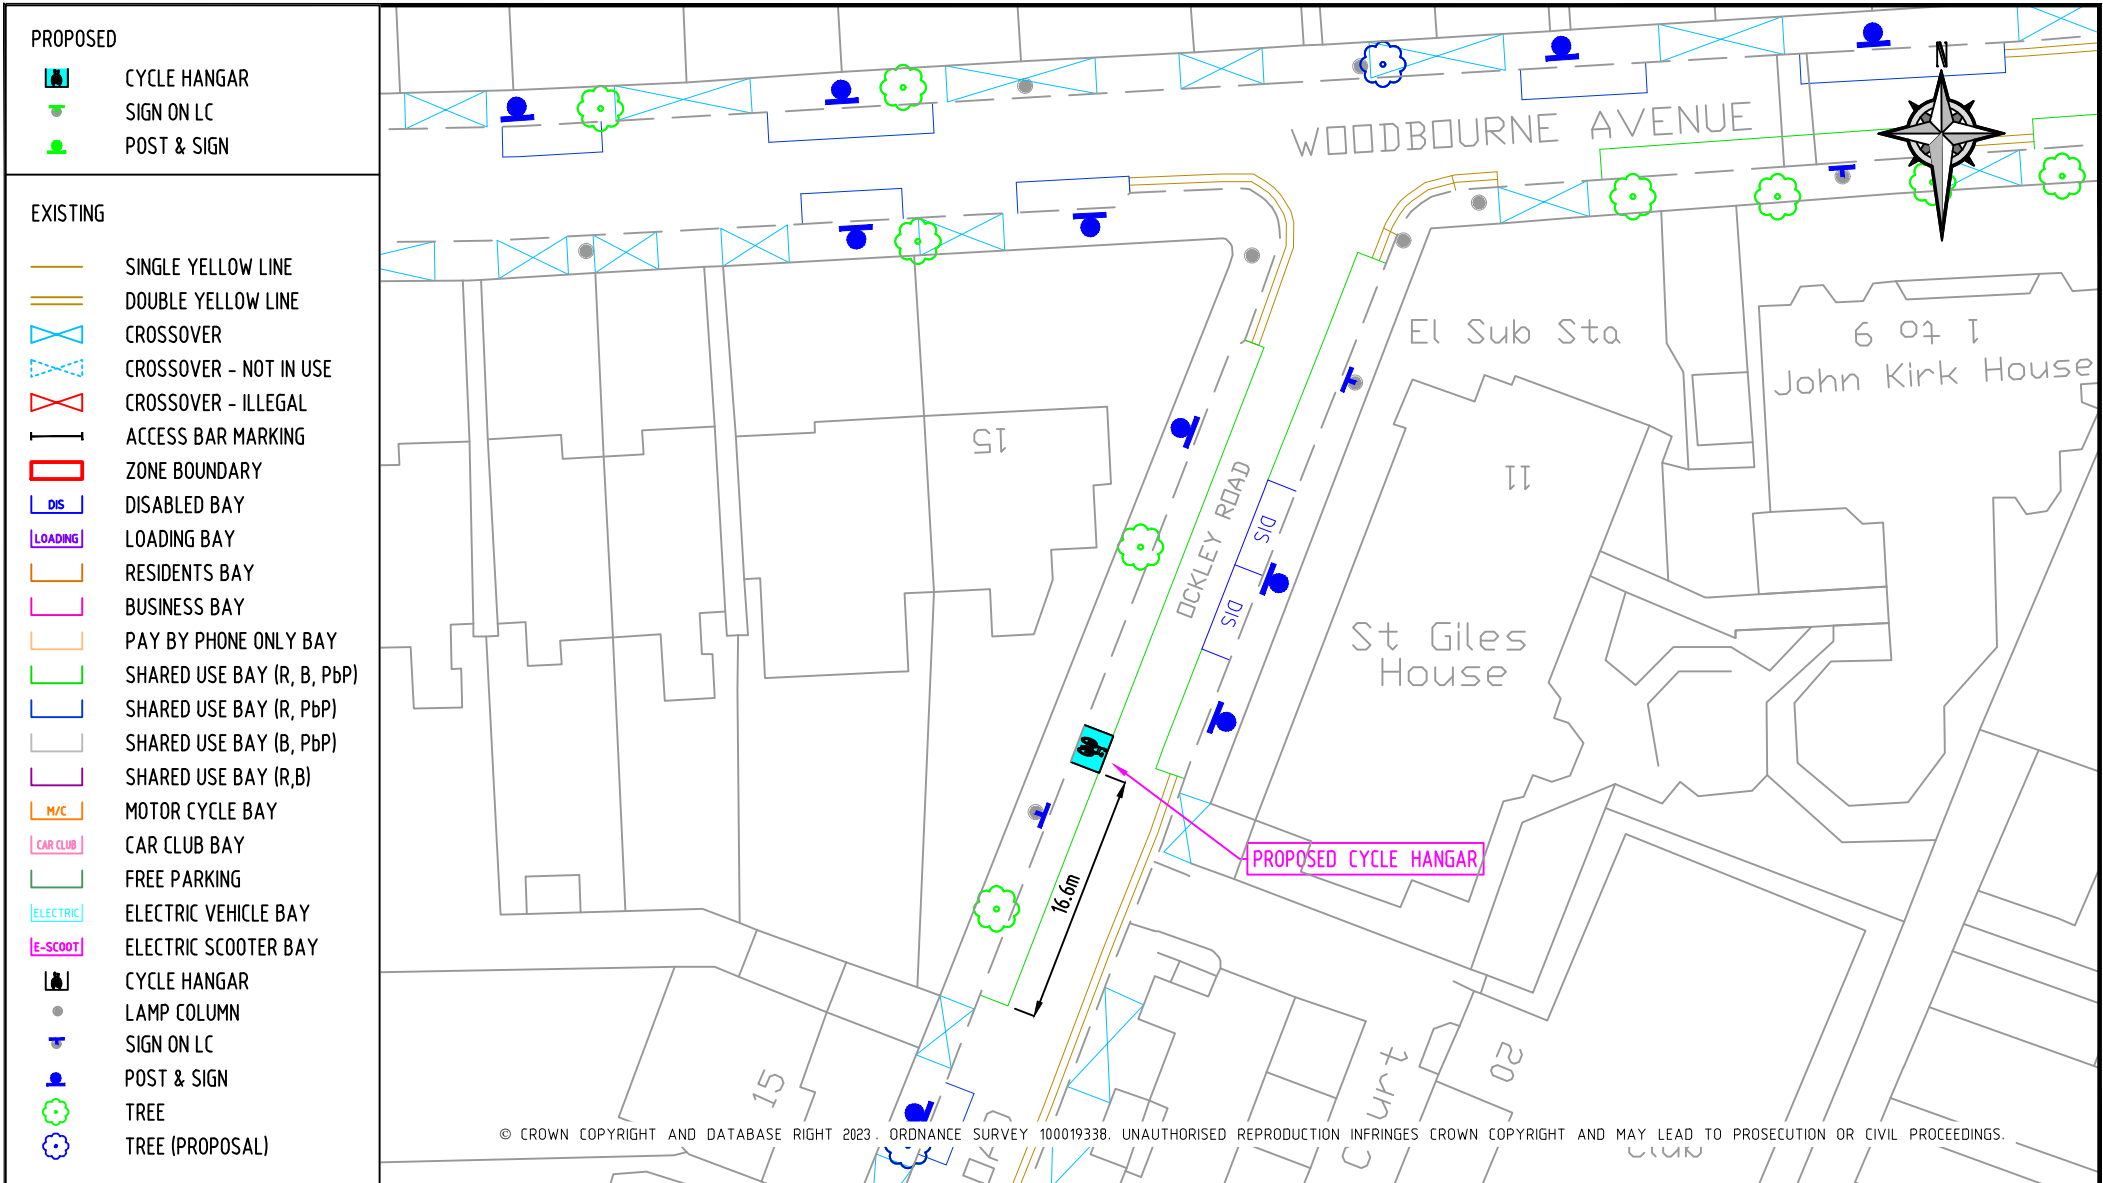 PROPOSED
CYCLE HANGAR
SIGN ON LC
POST & SIGN
EXISTING
SINGLE YELLOW LINE
DOUBLE YELLOW LINE
CROSSOVER
CROSSOVER - NOT IN USE
CROSSOVER - ILLEGAL
ACCESS BAR MARKING
ZONE BOUNDARY
DIS DISABLED BAY
LOADING LOADING BAY
RESIDENTS BAY
BUSINESS BAY
PAY BY PHONE ONLY BAY
SHARED USE BAY (R, B, PbP)
SHARED USE BAY (R, PbP)
SHARED USE BAY (B, PbP)
SHARED USE BAY (R,B)
M/C MOTOR CYCLE BAY
CAR CLUB CAR CLUB BAY
FREE PARKING
ELECTRIC ELECTRIC VEHICLE BAY
E-SCOOT ELECTRIC SCOOTER BAY
CYCLE HANGAR
LAMP COLUMN
SIGN ON LC
POST & SIGN
TREE
TREE (PROPOSAL)
N
WOODBOURNE AVENUE
El Sub Sta
1 to 9
John Kirk House
15
11
OCKLEY ROAD
DIS
DIS
St Giles
House
PROPOSED CYCLE HANGAR
16.6m
15
20
Court
Club
© CROWN COPYRIGHT AND DATABASE RIGHT 2023. ORDNANCE SURVEY 100019338. UNAUTHORISED REPRODUCTION INFRINGES CROWN COPYRIGHT AND MAY LEAD TO PROSECUTION OR CIVIL PROCEEDINGS.